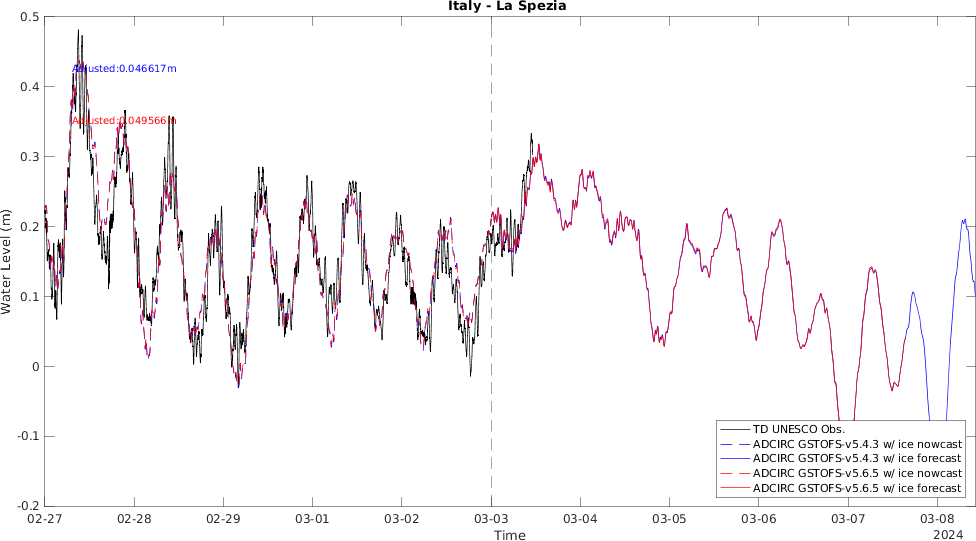 Italy - La Spezia
0.5
0.4
0.3
0.2
0.1
0
-0.1
-0.2
Water Level (m)
Adjusted:0.046617m
Adjusted:0.049566m
TD UNESCO Obs.
ADCIRC GSTOFS-v5.4.3 w/ ice nowcast
ADCIRC GSTOFS-v5.4.3 w/ ice forecast
ADCIRC GSTOFS-v5.6.5 w/ ice nowcast
ADCIRC GSTOFS-v5.6.5 w/ ice forecast
02-27 02-28 02-29 03-01 03-02 03-03 03-04 03-05 03-06 03-07 03-08
Time
2024